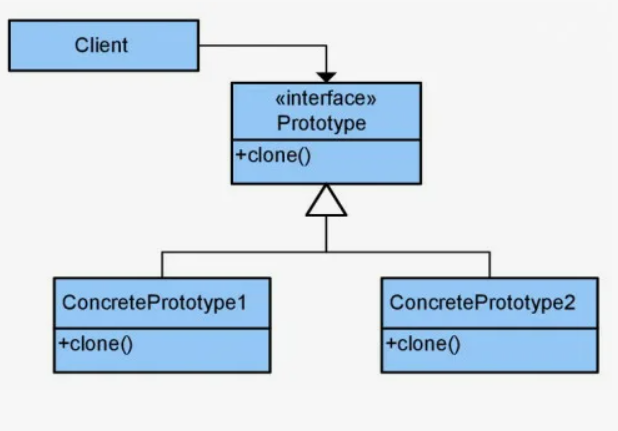 Client
«interface»
Prototype
+clone()
ConcretePrototype1
+clone()
ConcretePrototype2
+clone()